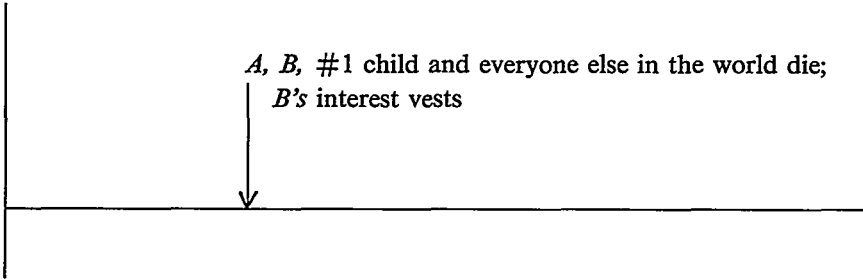 A, B, #1 child and everyone else in the world die;
B's interest vests